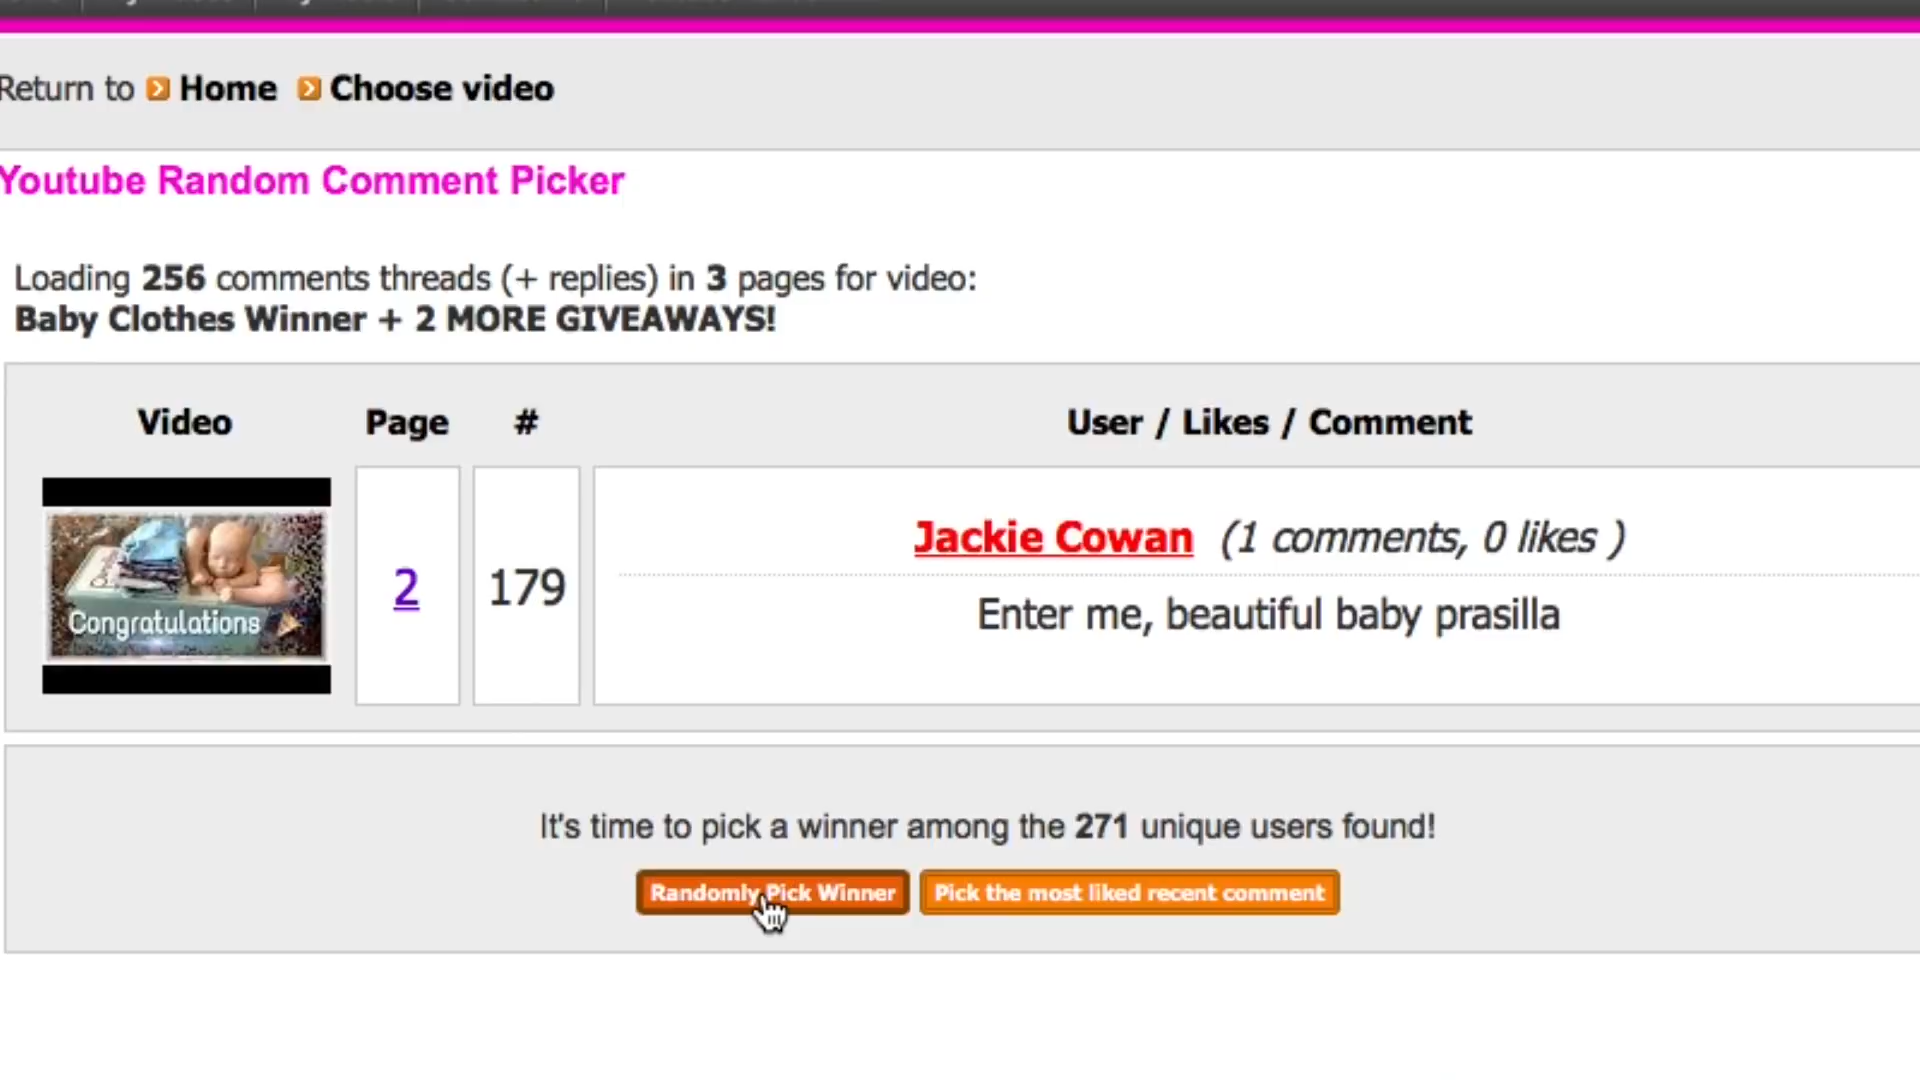 Return to Home Choose video
Youtube Random Comment Picker
Loading 256 comments threads (+ replies) in 3 pages for video:
Baby Clothes Winner + 2 MORE GIVEAWAYS!
Video Page # User / Likes / Comment
Jackie Cowan (1 comments, 0 likes )
2 179
Enter me, beautiful baby prasilla
Congratulations
It's time to pick a winner among the 271 unique users found!
Randomly Pick Winner Pick the most liked recent comment